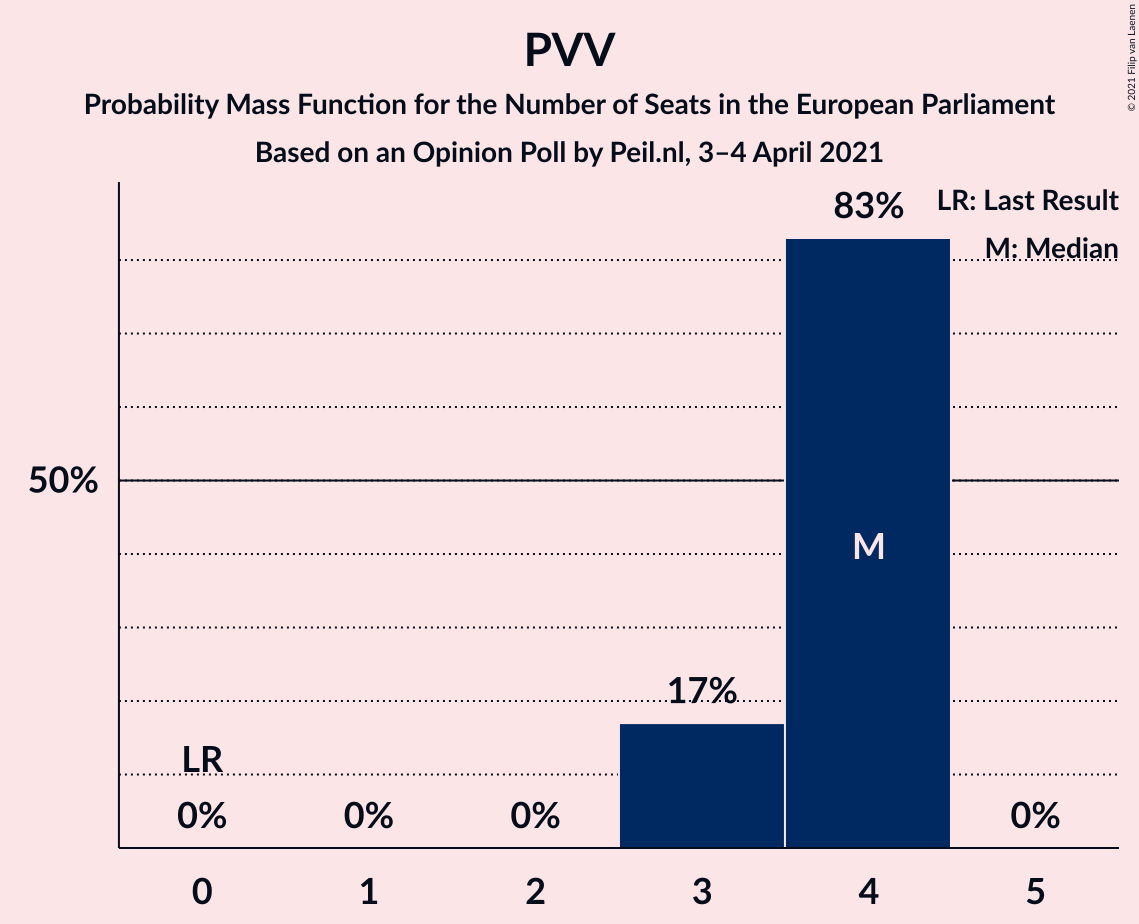 PVV
Probability Mass Function for the Number of Seats in the European Parliament
Based on an Opinion Poll by Peil.nl, 3–4 April 2021
© 2021 Filip van Laenen
LR: Last Result
M: Median
83%
50%
M
17%
LR
0% 0% 0% 0%
0 1 2 3 4 5